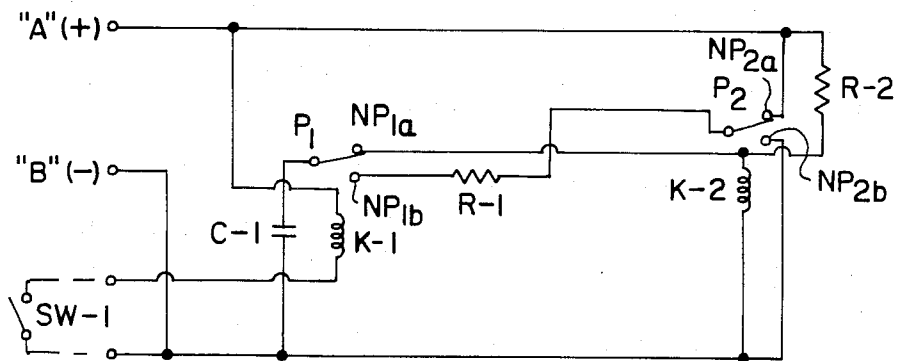 "A" (+)
NP2a
P2
R-2
P1
NP1a
"B" (-)
NP1b
R-1
K-2
NP2b
C-1
K-1
SW-1